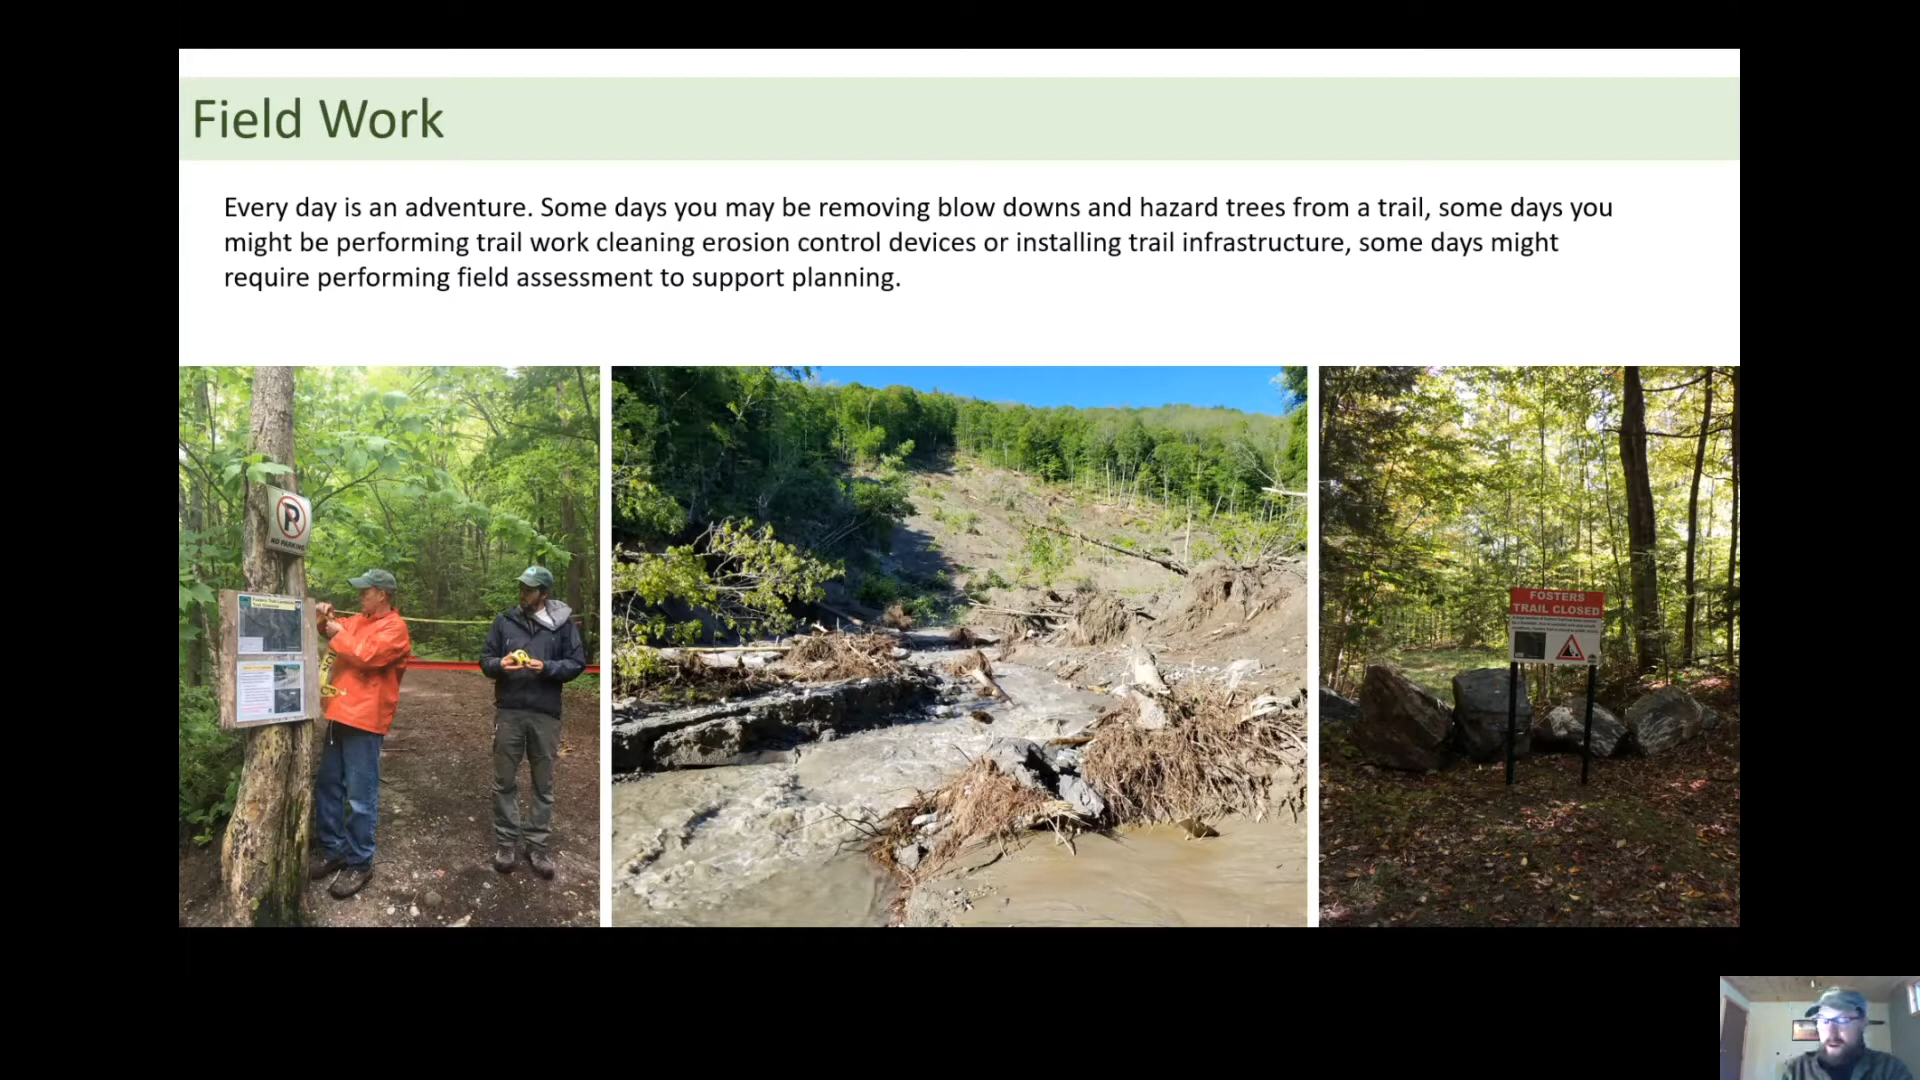 Field Work
Every day is an adventure. Some days you may be removing blow downs and hazard trees from a trail, some days you
might be performing trail work cleaning erosion control devices or installing trail infrastructure, some days might
require performing field assessment to support planning.
P
NO PARKING
FOSTERS
TRAIL CLOSED